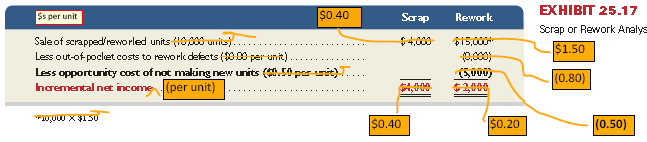 $s per unit $0.40 Scrap Rework EXHIBIT 25.17
Scrap or Rework Analys
Sale of scrapped/reworked units (10,000 units) $ 4,000 $15,000* $1.50
Less out-of-pocket costs to rework defects ($0.80 per unit) (8,000) (0.80)
Less opportunity cost of not making new units ($0.50 per unit) (5,000)
Incremental net income (per unit) $4,000 $ 2,000
*10,000 × $1.50 $0.40 $0.20 (0.50)